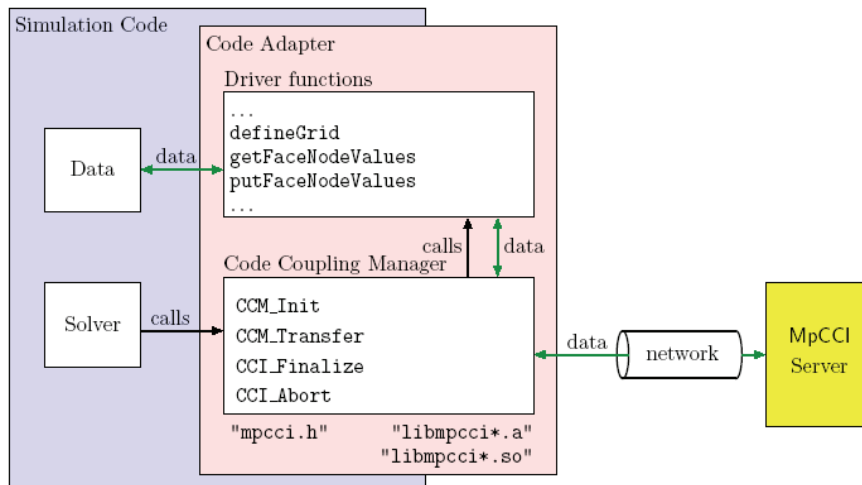 Simulation Code
Code Adapter
Driver functions
...
defineGrid
getFaceNodeValues
putFaceNodeValues
...
Data
data
calls
data
Code Coupling Manager
CCM_Init
CCM_Transfer
CCI_Finalize
CCI_Abort
Solver
calls
data
network
MpCCI
Server
"mpcci.h"
"libmpcci*.a"
"libmpcci*.so"